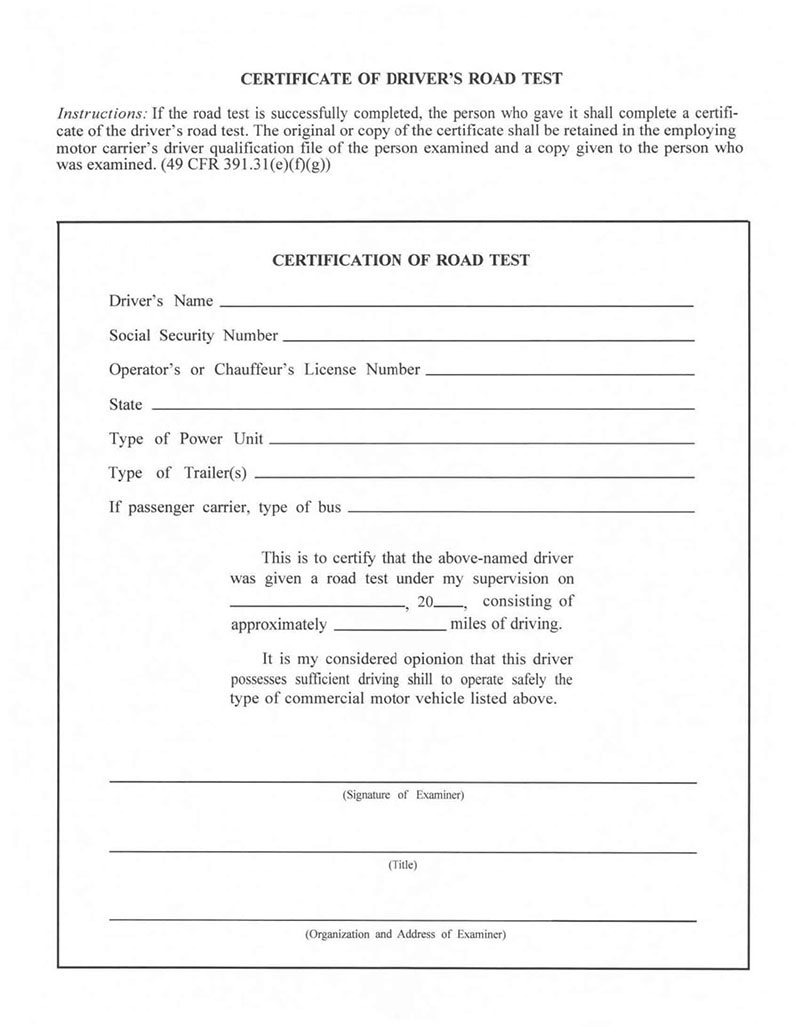 CERTIFICATE OF DRIVER'S ROAD TEST
Instructions: If the road test is successfully completed, the person who gave it shall complete a certifi-
cate of the driver's road test. The original or copy of the certificate shall be retained in the employing
motor carrier's driver qualification file of the person examined and a copy given to the person who
was examined. (49 CFR 391.31(e)(f)(g))
CERTIFICATION OF ROAD TEST
Driver's Name
Social Security Number
Operator's or Chauffeur's License Number
State
Type of Power Unit
Type of Trailer(s)
If passenger carrier, type of bus
This is to certify that the above-named driver
was given a road test under my supervision on
, 20 , consisting of
approximately miles of driving.
It is my considered opionion that this driver
possesses sufficient driving shill to operate safely the
type of commercial motor vehicle listed above.
(Signature of Examiner)
(Title)
(Organization and Address of Examiner)